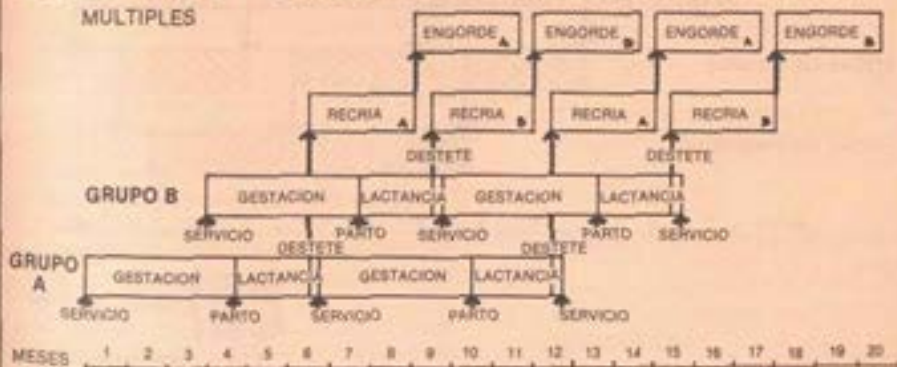 MULTIPLES
ENGORDE A ENGORDE B ENGORDE A ENGORDE B
RECRIA A RECRIA B RECRIA A RECRIA B
DESTETE DESTETE
GRUPO B GESTACION LACTANCIA GESTACION LACTANCIA
SERVICIO PARTO SERVICIO PARTO SERVICIO
DESTETE DESTETE
GRUPO A GESTACION LACTANCIA GESTACION LACTANCIA
SERVICIO PARTO SERVICIO PARTO SERVICIO
MESES 1 2 3 4 5 6 7 8 9 10 11 12 13 14 15 16 17 18 19 20